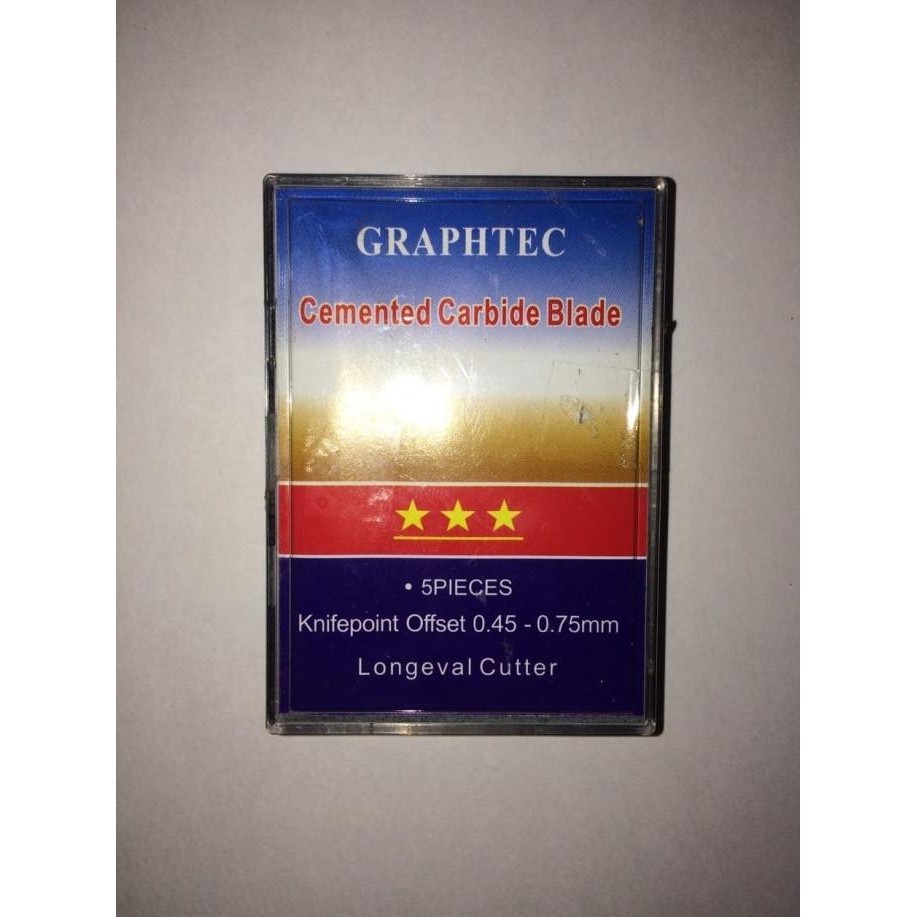 GRAPHTEC
Cemented Carbide Blade
• 5PIECES
Knifepoint Offset 0.45 - 0.75mm
Longeval Cutter